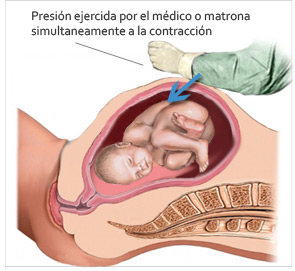 Presión ejercida por el médico o matrona
simultaneamente a la contracción